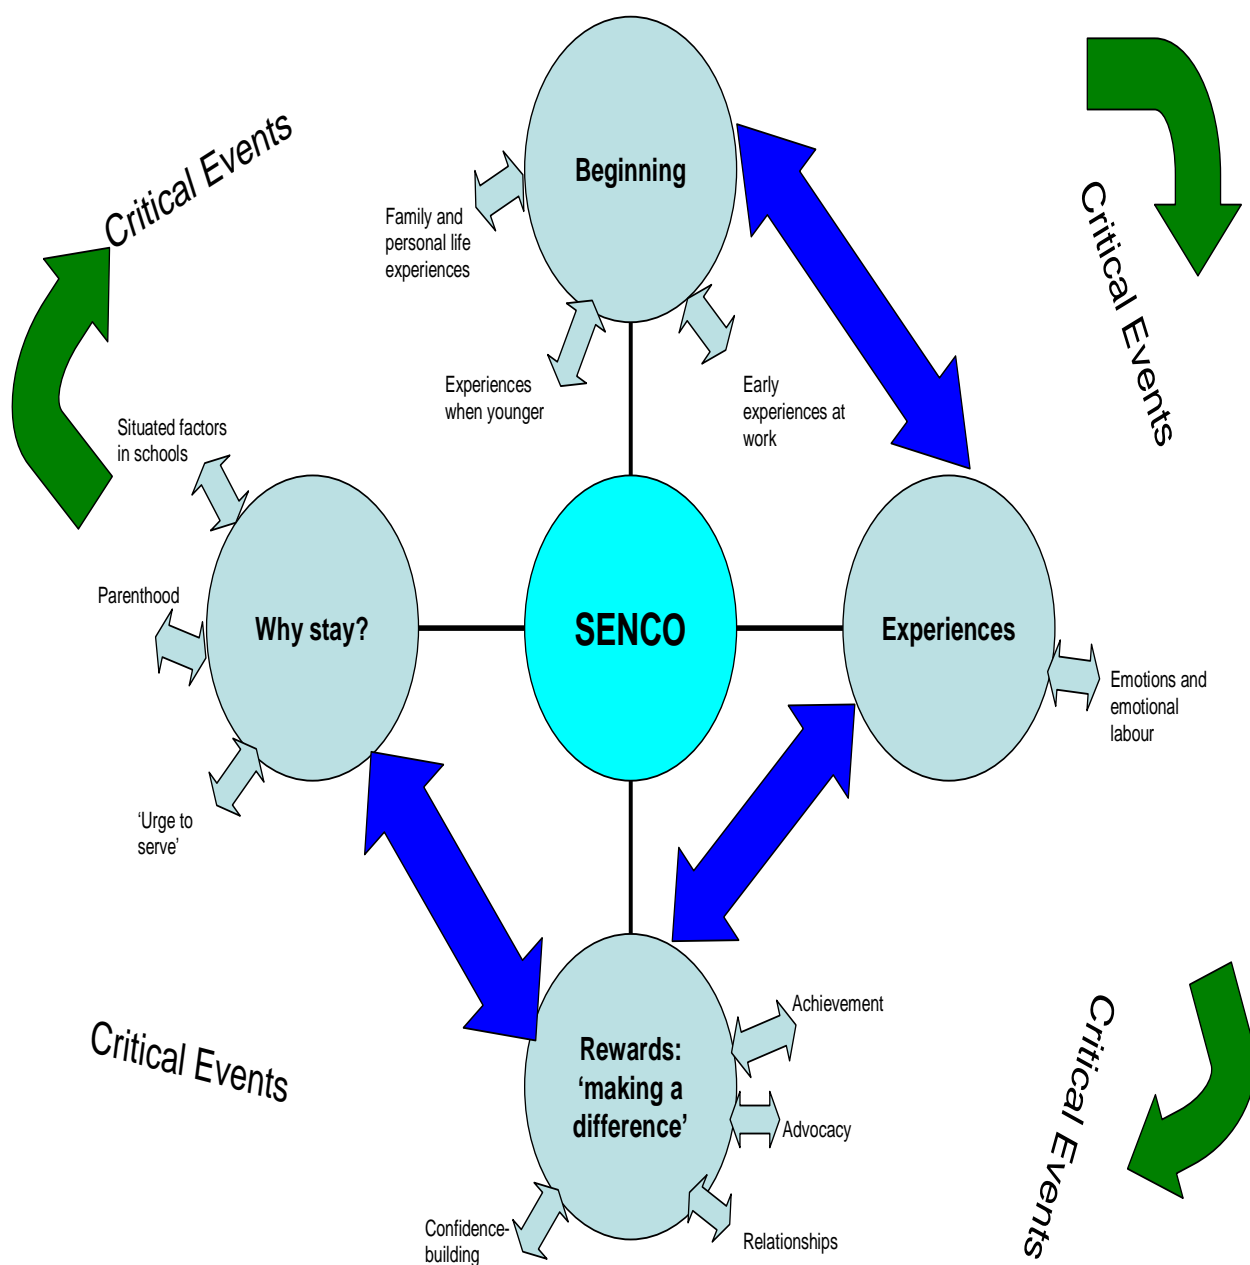 Critical Events
Beginning
Critical Events
Family and
personal life
experiences
Experiences
when younger
Early
experiences at
work
Situated factors
in schools
Parenthood
Why stay?
SENCO
Experiences
Emotions and
emotional
labour
‘Urge to
serve’
Critical Events
Achievement
Rewards:
‘making a
difference’
Advocacy
Critical Events
Confidence-
building
Relationships